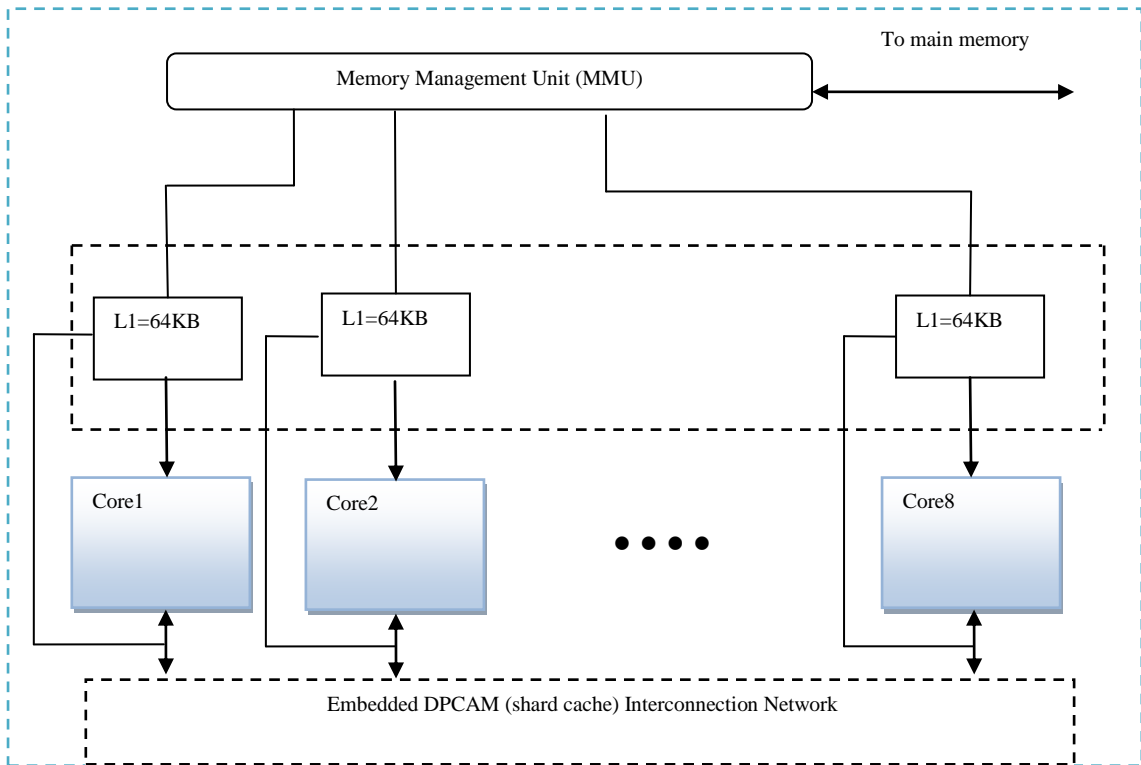 To main memory
Memory Management Unit (MMU)
L1=64KB
L1=64KB
L1=64KB
Core1
Core2
Core8
Embedded DPCAM (shard cache) Interconnection Network